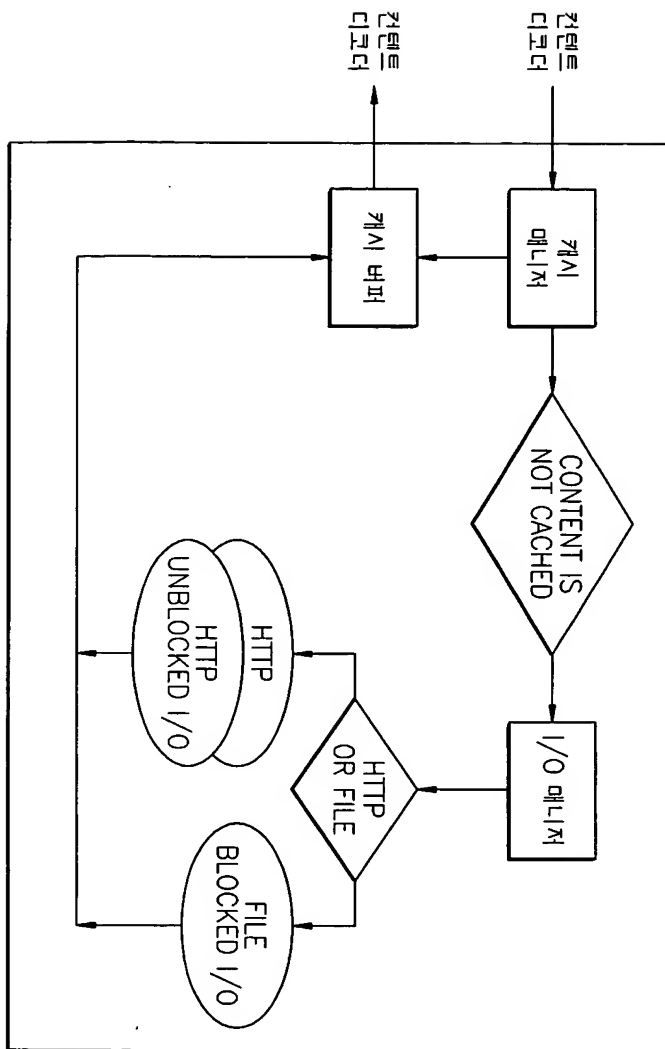 컨텐트
디코더
캐시
매니저
CONTENT IS
NOT CACHED
I/O 매니저
컨텐트
디코더
캐시 버퍼
HTTP
OR FILE
HTTP
HTTP
UNBLOCKED I/O
FILE
BLOCKED I/O